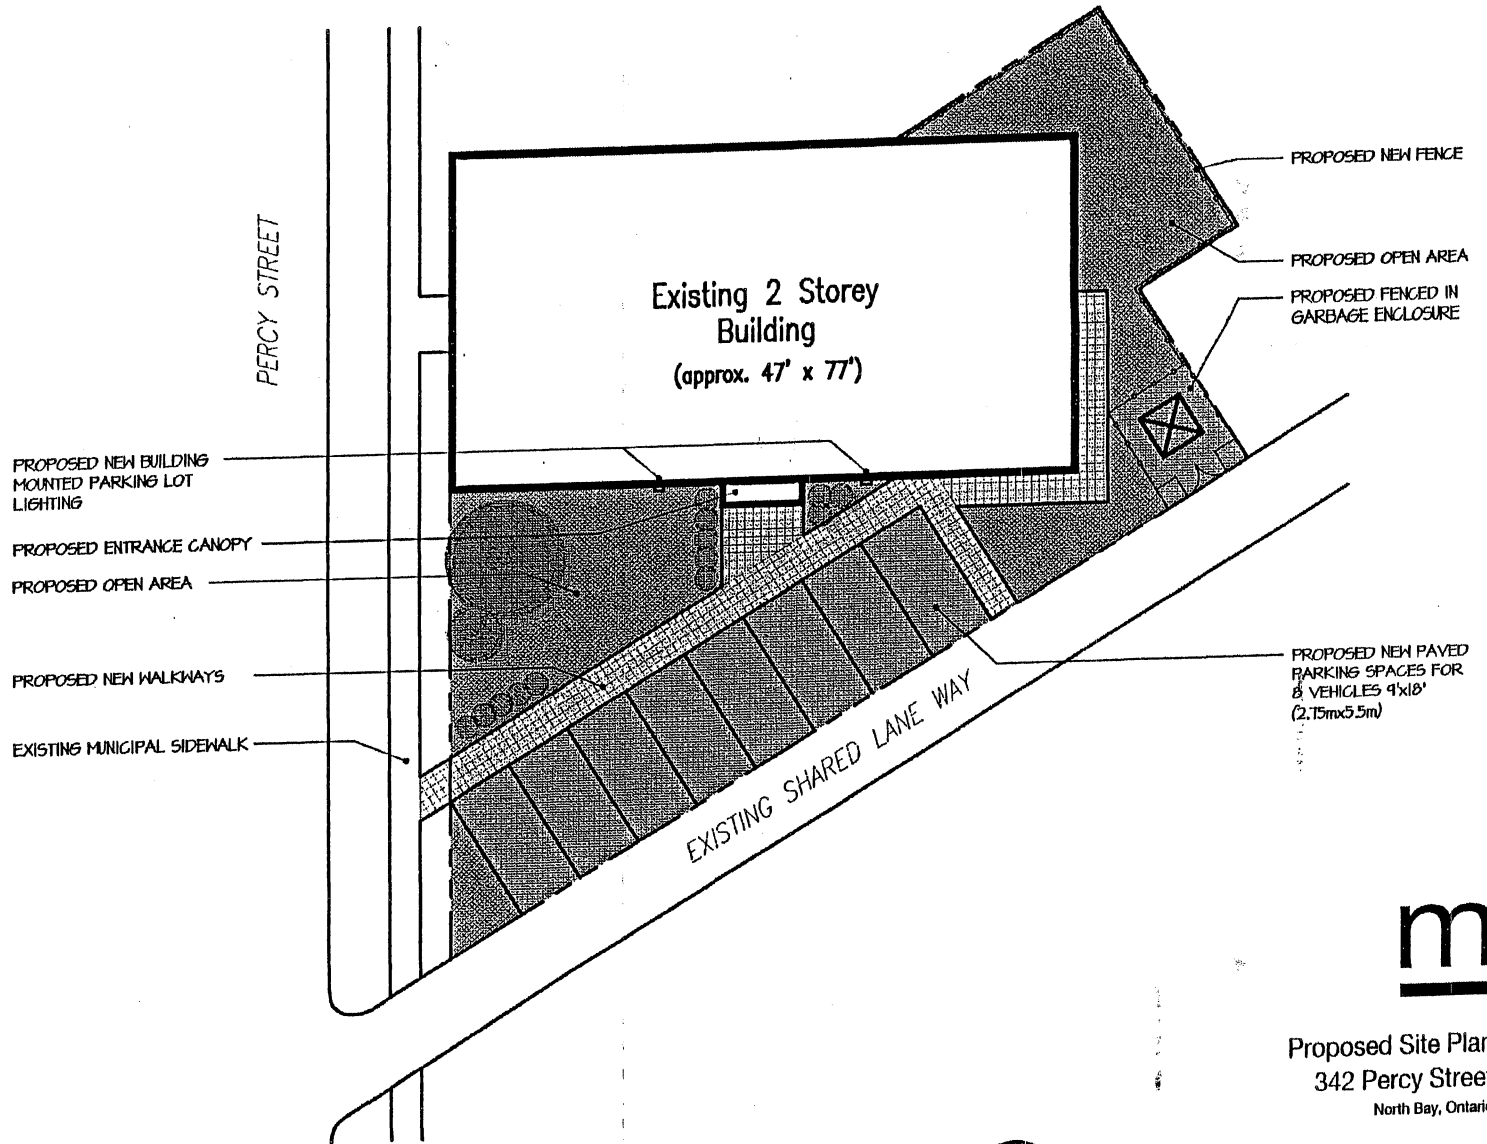 PERCY STREET
Existing 2 Storey
Building
(approx. 47' x 77')
PROPOSED NEW FENCE
PROPOSED OPEN AREA
PROPOSED FENCED IN
GARBAGE ENCLOSURE
PROPOSED NEW BUILDING
MOUNTED PARKING LOT
LIGHTING
PROPOSED ENTRANCE CANOPY
PROPOSED OPEN AREA
PROPOSED NEW WALKWAYS
EXISTING MUNICIPAL SIDEWALK
PROPOSED NEW PAVED
PARKING SPACES FOR
8 VEHICLES 9'x18'
(2.75mx5.5m)
EXISTING SHARED LANE WAY
m
Proposed Site Plan
342 Percy Street
North Bay, Ontario